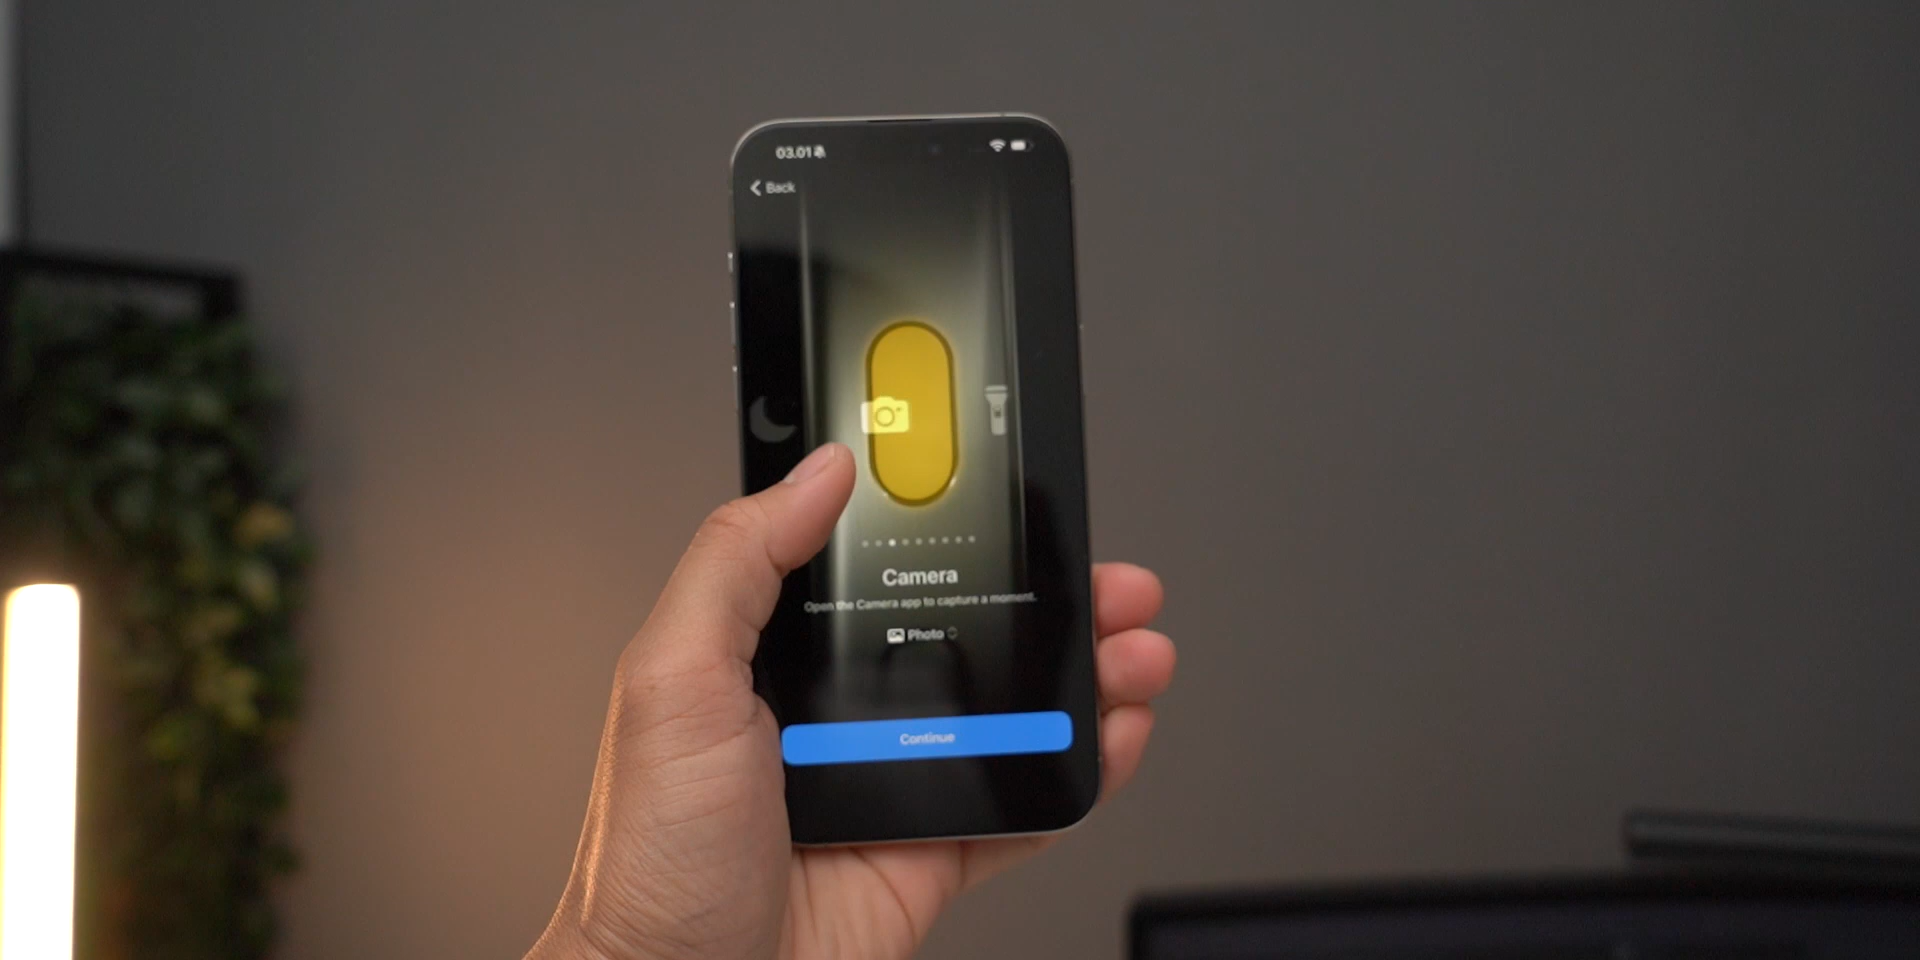 03.01
Back
Camera
Open the Camera app to capture a moment.
Photo
Continue